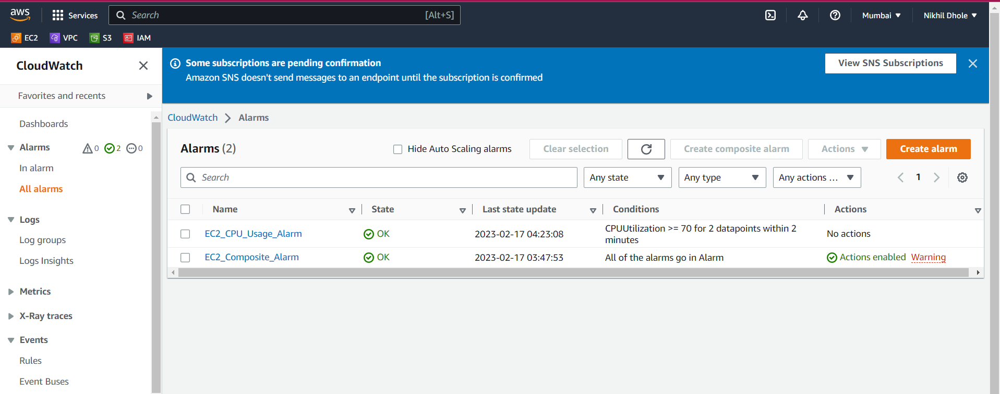 aws
Services
Search
[Alt+S]
Mumbai
Nikhil Dhole
EC2
VPC
S3
IAM
CloudWatch
Favorites and recents
Dashboards
Alarms
0
2
0
In alarm
All alarms
Logs
Log groups
Logs Insights
Metrics
X-Ray traces
Events
Rules
Event Buses
Some subscriptions are pending confirmation
Amazon SNS doesn't send messages to an endpoint until the subscription is confirmed
View SNS Subscriptions
CloudWatch
Alarms
Alarms (2)
Hide Auto Scaling alarms
Clear selection
Create composite alarm
Actions
Create alarm
Search
Any state
Any type
Any actions ...
1
Name
State
Last state update
Conditions
Actions
EC2_CPU_Usage_Alarm
OK
2023-02-17 04:23:08
CPUUtilization >= 70 for 2 datapoints within 2
minutes
No actions
EC2_Composite_Alarm
OK
2023-02-17 03:47:53
All of the alarms go in Alarm
Actions enabled
Warning